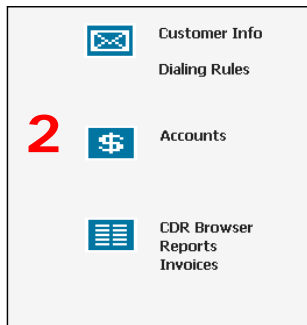 Customer Info
Dialing Rules
2 $ Accounts
CDR Browser
Reports
Invoices